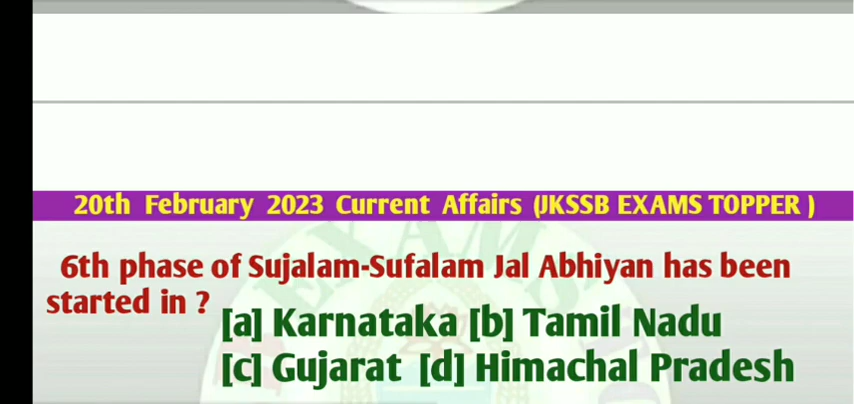 20th February 2023 Current Affairs (JKSSB EXAMS TOPPER )
6th phase of Sujalam-Sufalam Jal Abhiyan has been
started in ?
[a] Karnataka [b] Tamil Nadu
[c] Gujarat [d] Himachal Pradesh
EXAMS